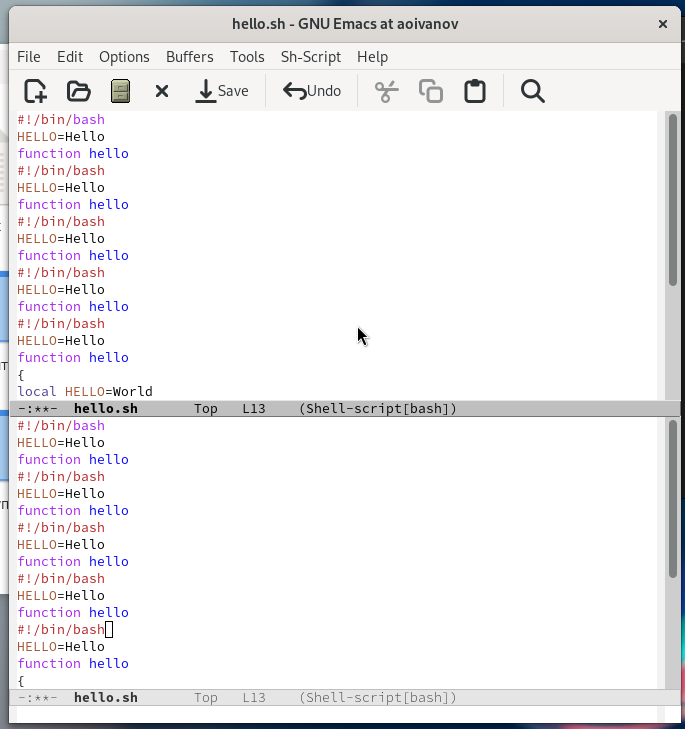 hello.sh - GNU Emacs at aoivanov
File Edit Options Buffers Tools Sh-Script Help
Save Undo
#!/bin/bash
HELLO=Hello
function hello
#!/bin/bash
HELLO=Hello
function hello
#!/bin/bash
HELLO=Hello
function hello
#!/bin/bash
HELLO=Hello
function hello
#!/bin/bash
HELLO=Hello
function hello
{
local HELLO=World
-:**- hello.sh Top L13 (Shell-script[bash])
#!/bin/bash
HELLO=Hello
function hello
#!/bin/bash
HELLO=Hello
function hello
#!/bin/bash
HELLO=Hello
function hello
#!/bin/bash
HELLO=Hello
function hello
#!/bin/bash
HELLO=Hello
function hello
{
-:**- hello.sh Top L13 (Shell-script[bash])